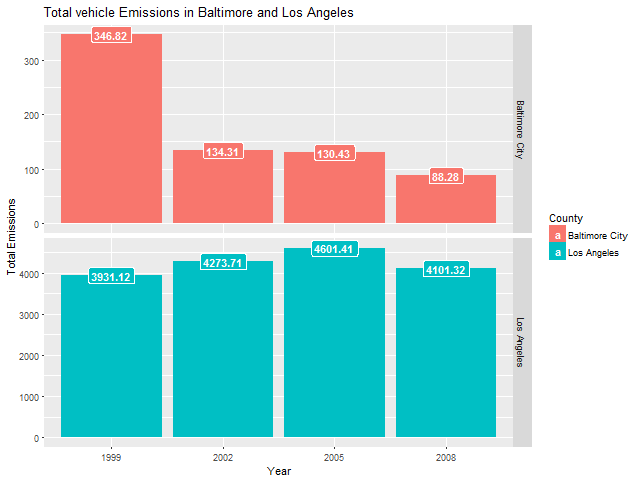 Total vehicle Emissions in Baltimore and Los Angeles
Total Emissions
300
200
100
0
346.82
134.31
130.43
88.28
Baltimore City
4000
3000
2000
1000
0
3931.12
4273.71
4601.41
4101.32
Los Angeles
1999
2002
2005
2008
Year
County
a Baltimore City
a Los Angeles